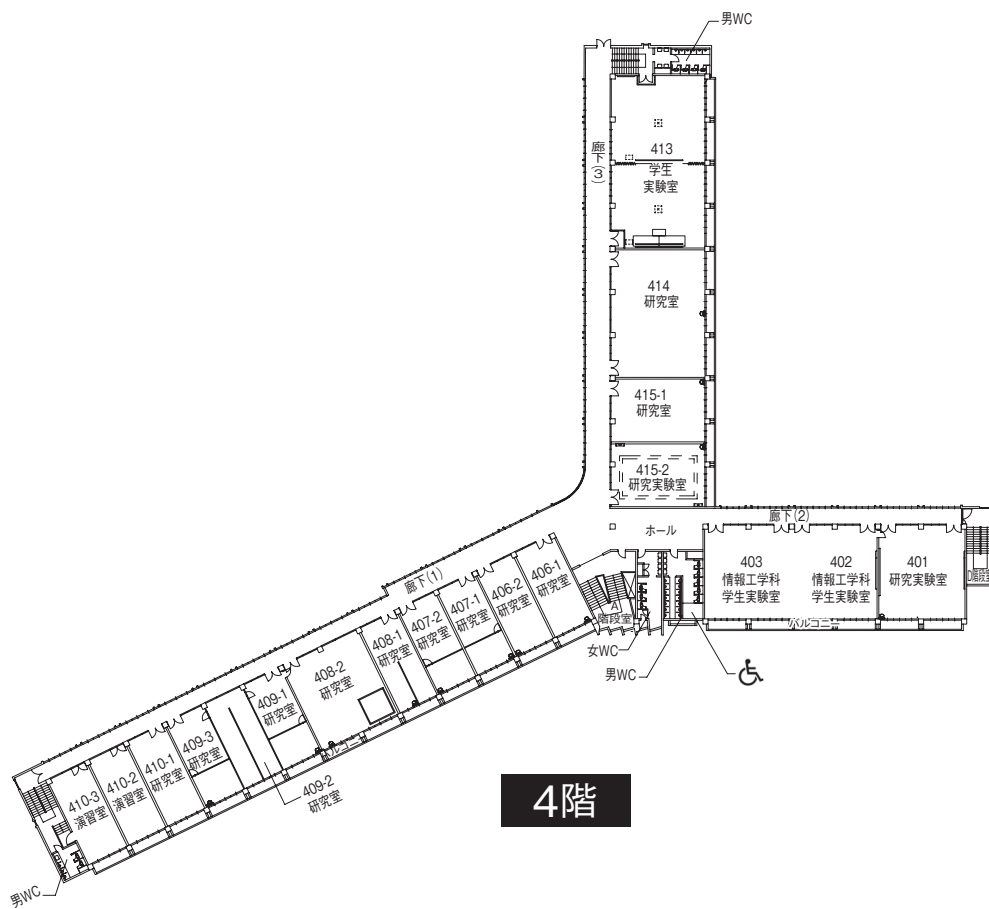 男WC
廊下(3)
413
学生
実験室
414
研究室
415-1
研究室
415-2
研究実験室
ホール
廊下(2)
403
情報工学科
学生実験室
402
情報工学科
学生実験室
401
研究実験室
D階段室
バルコニー
廊下(1)
406-1
研究室
406-2
研究室
407-1
研究室
407-2
研究室
408-1
研究室
408-2
研究室
409-1
研究室
409-2
研究室
409-3
研究室
410-1
研究室
410-2
演習室
410-3
演習室
A
階段室
女WC
男WC
バルコニー
男WC
4階